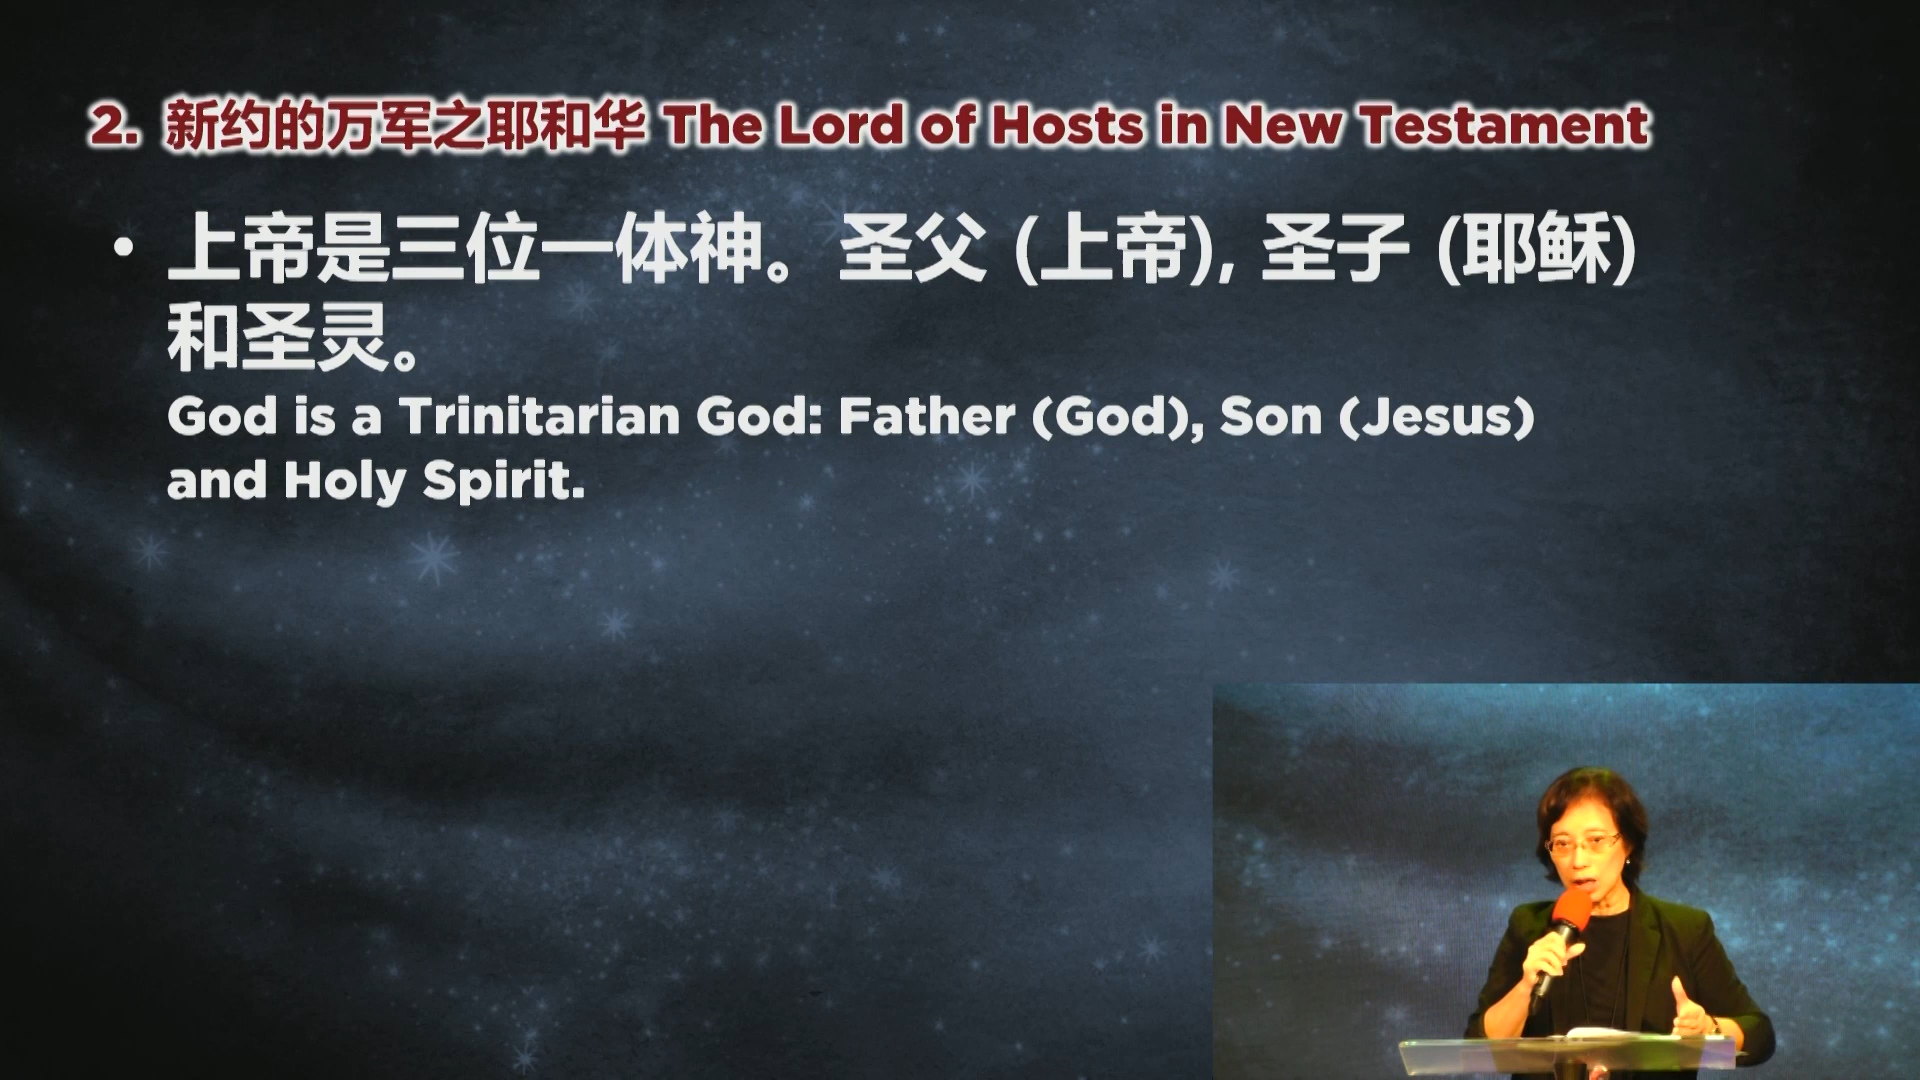 2. 新约的万军之耶和华 The Lord of Hosts in New Testament
• 上帝是三位一体神。圣父 (上帝), 圣子 (耶稣)
和圣灵。
God is a Trinitarian God: Father (God), Son (Jesus)
and Holy Spirit.